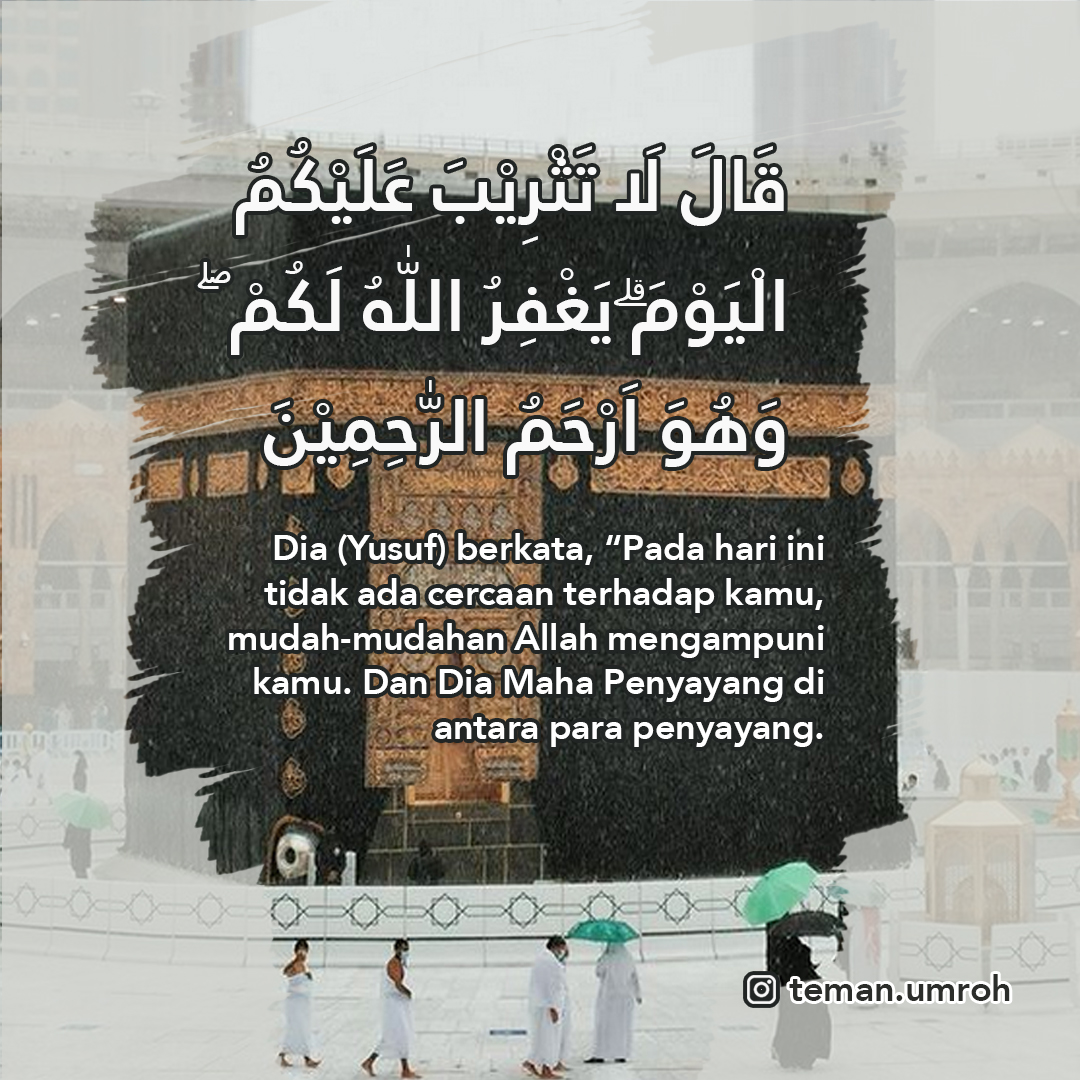 قَالَ لَا تَثْرِيْبَ عَلَيْكُمُ
الْيَوْمَۗ يَغْفِرُ اللّٰهُ لَكُمْ ۖ
وَهُوَ اَرْحَمُ الرّٰحِمِيْنَ
Dia (Yusuf) berkata, “Pada hari ini
tidak ada cercaan terhadap kamu,
mudah-mudahan Allah mengampuni
kamu. Dan Dia Maha Penyayang di
antara para penyayang.
teman.umroh